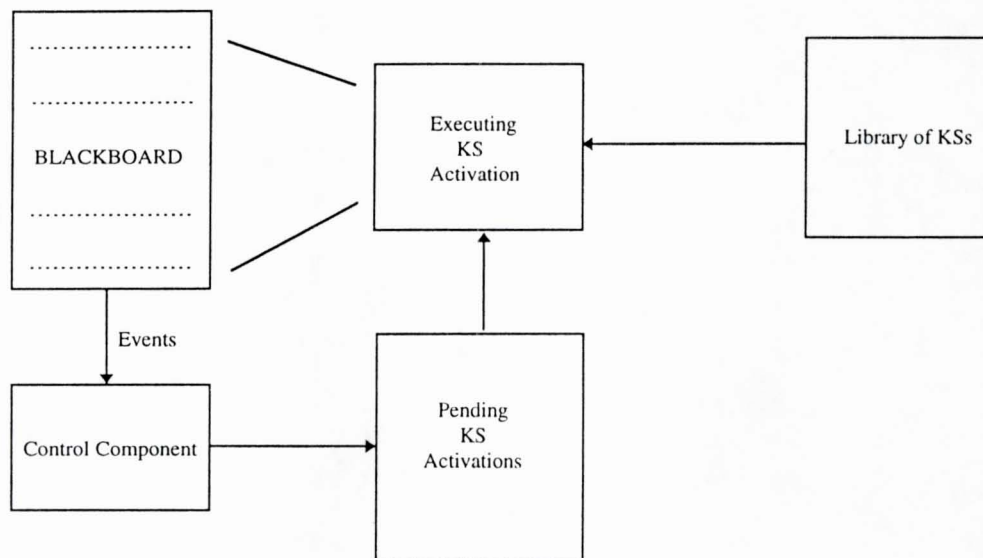 BLACKBOARD
Executing
KS
Activation
Library of KSs
Events
Control Component
Pending
KS
Activations